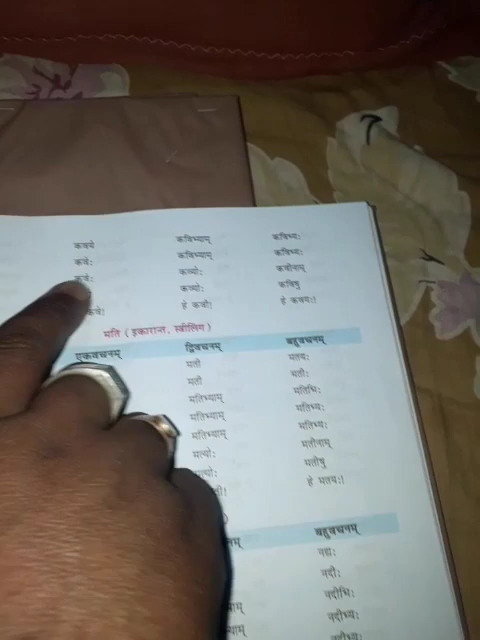 कवये कविभ्याम् कविभ्यः
कवेः कविभ्याम् कविभ्यः
कवेः कव्योः कवीनाम्
कव्योः कविषु
कवे! हे कवी! हे कवयः!
मति ( इकारान्त, स्त्रीलिंग )
एकवचनम् द्विवचनम् बहुवचनम्
मती मतयः
मती मतीः
मतिभ्याम् मतिभिः
मतिभ्याम् मतिभ्यः
मतिभ्याम् मतिभ्यः
मत्योः मतीनाम्
मत्योः मतीषु
हे मतयः!
बहुवचनम्
नद्यः
नदीः
नदीभिः
नदीभ्यः
नदीभ्यः